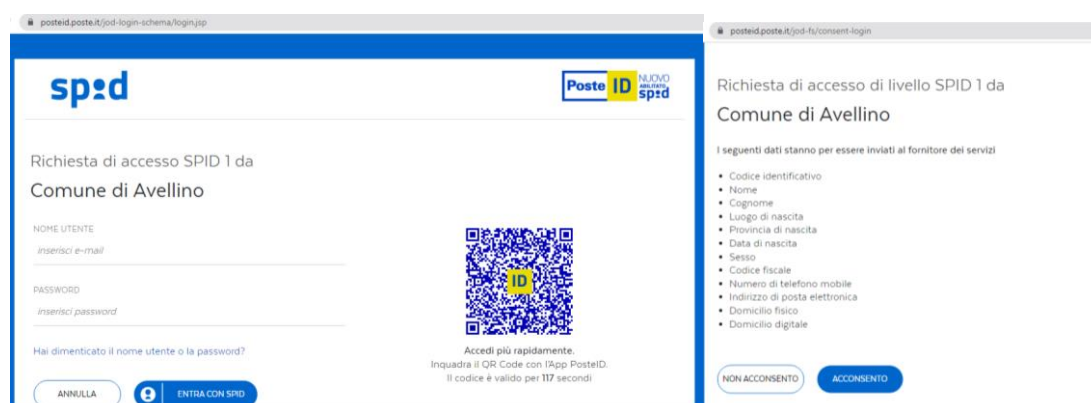 posteid.poste.it/jod-login-schema/login.jsp
spid
Poste ID NUOVO ABILITATO spid
Richiesta di accesso SPID 1 da
Comune di Avellino
NOME UTENTE
inserisci e-mail
PASSWORD
inserisci password
Hai dimenticato il nome utente o la password?
ANNULLA
ENTRA CON SPID
ID
Accedi più rapidamente.
Inquadra il QR Code con l'App PosteID.
Il codice è valido per 117 secondi
posteid.poste.it/jod-fs/consent-login
Richiesta di accesso di livello SPID 1 da
Comune di Avellino
I seguenti dati stanno per essere inviati al fornitore dei servizi
• Codice identificativo
• Nome
• Cognome
• Luogo di nascita
• Provincia di nascita
• Data di nascita
• Sesso
• Codice fiscale
• Numero di telefono mobile
• Indirizzo di posta elettronica
• Domicilio fisico
• Domicilio digitale
NON ACCONSENTO
ACCONSENTO